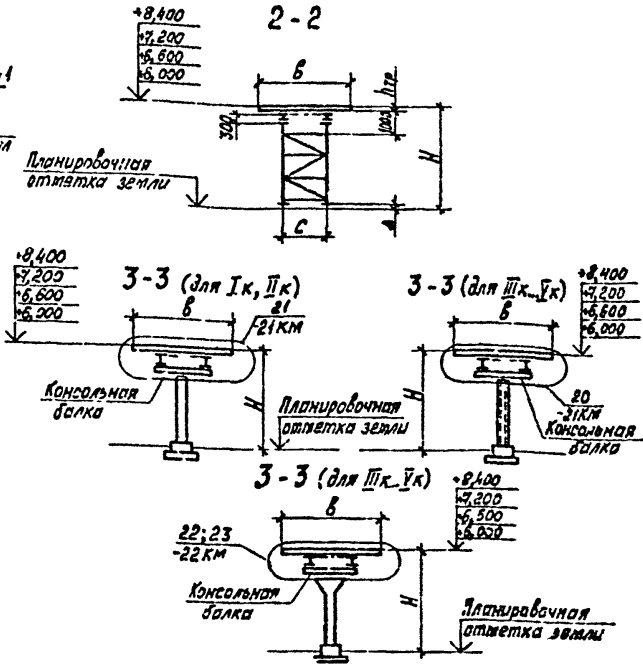 2-2
+8,400
+7,200
+6,600
+6,000
в
hтр
300
1000
H
Планировочная
отметка земли
с
3-3 (для Iк, IIк)
+8,400
+7,200
+6,600
+6,000
в
21
-21км
Консольная
балка
H
Планировочная
отметка земли
3-3 (для IIIк-Vк)
+8,400
+7,200
+6,600
+6,000
в
20
-21км
Консольная
балка
H
3-3 (для IIIк-Vк)
+8,400
+7,200
+6,500
+6,000
в
22;23
-22км
Консольная
балка
H
Планировочная
отметка земли